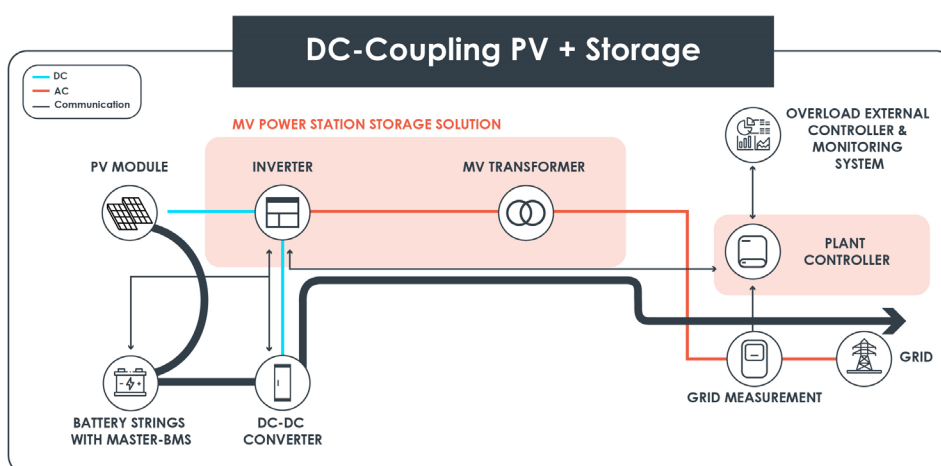 DC-Coupling PV + Storage
DC
AC
Communication
MV POWER STATION STORAGE SOLUTION
OVERLOAD EXTERNAL
CONTROLLER &
MONITORING
SYSTEM
PV MODULE
INVERTER
MV TRANSFORMER
PLANT
CONTROLLER
GRID
GRID MEASUREMENT
BATTERY STRINGS
WITH MASTER-BMS
DC-DC
CONVERTER